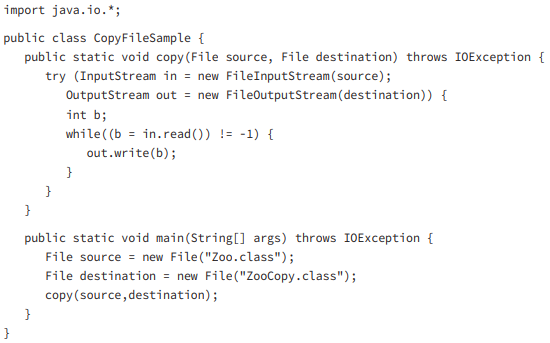 import java.io.*;
public class CopyFileSample {
public static void copy(File source, File destination) throws IOException {
try (InputStream in = new FileInputStream(source);
OutputStream out = new FileOutputStream(destination)) {
int b;
while((b = in.read()) != -1) {
out.write(b);
}
}
}
public static void main(String[] args) throws IOException {
File source = new File("Zoo.class");
File destination = new File("ZooCopy.class");
copy(source,destination);
}
}